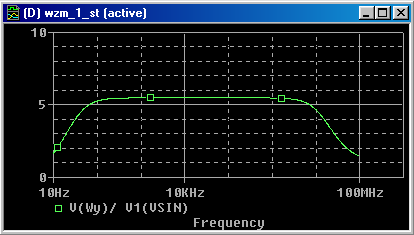 (D) wzm_1_st (active)
10
5
0
10Hz 10KHz 100MHz
V(Wy)/ V1(VSIN)
Frequency